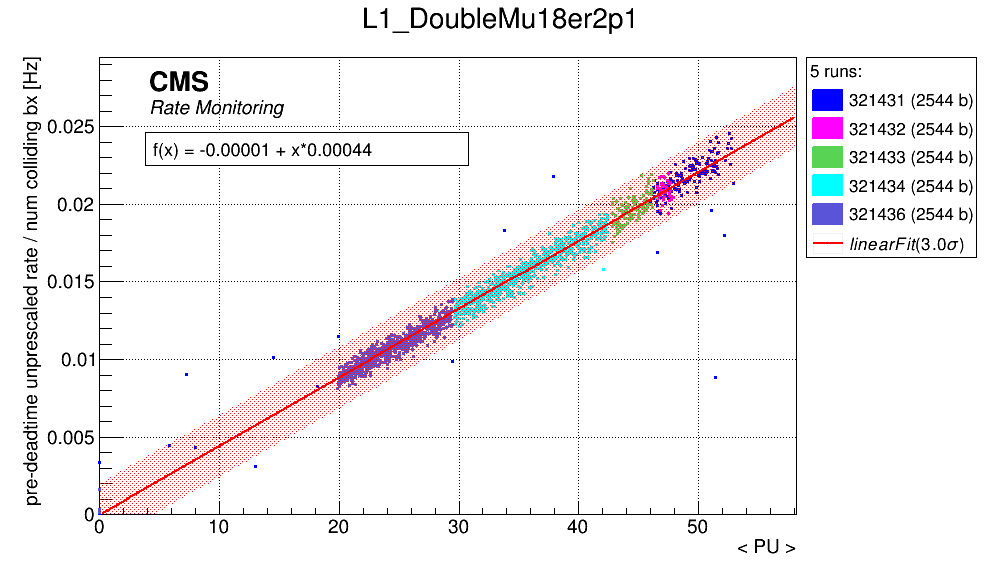 L1_DoubleMu18er2p1
pre-deadtime unprescaled rate / num colliding bx [Hz]
CMS
Rate Monitoring
f(x) = -0.00001 + x*0.00044
0.025
0.02
0.015
0.01
0.005
0
0 10 20 30 40 50
< PU >
5 runs:
321431 (2544 b)
321432 (2544 b)
321433 (2544 b)
321434 (2544 b)
321436 (2544 b)
linearFit(3.0σ)